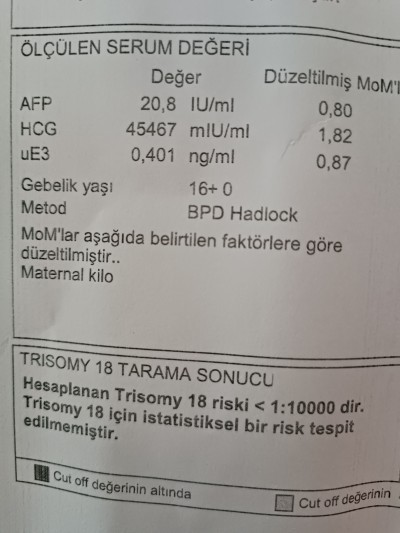 ÖLÇÜLEN SERUM DEĞERİ
Değer Düzeltilmiş MoM'l
AFP 20,8 IU/ml 0,80
HCG 45467 mIU/ml 1,82
uE3 0,401 ng/ml 0,87
Gebelik yaşı 16+ 0
Metod BPD Hadlock
MoM'lar aşağıda belirtilen faktörlere göre
düzeltilmiştir..
Maternal kilo
TRISOMY 18 TARAMA SONUCU
Hesaplanan Trisomy 18 riski < 1:10000 dir.
Trisomy 18 için istatistiksel bir risk tespit
edilmemiştir.
Cut off değerinin altında Cut off değerinin